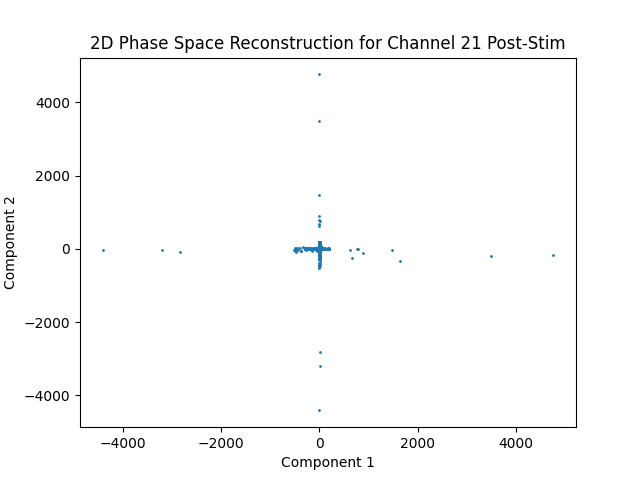 2D Phase Space Reconstruction for Channel 21 Post-Stim
4000
2000
0
−2000
−4000
Component 2
−4000 −2000 0 2000 4000
Component 1